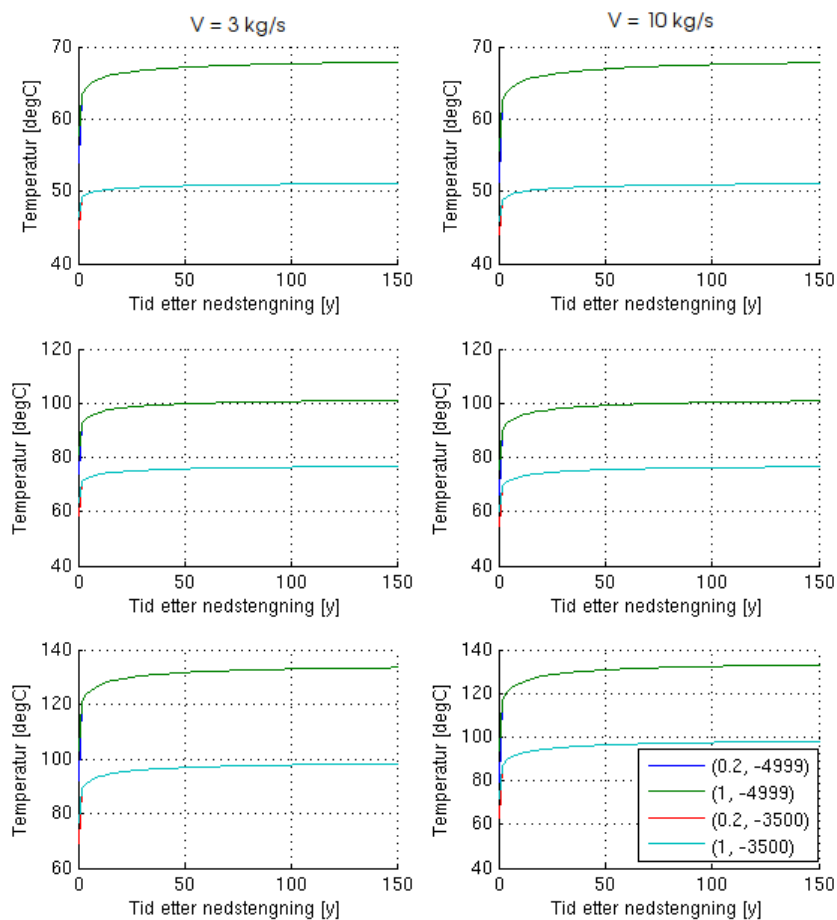 V = 3 kg/s
V = 10 kg/s
70
60
50
40
Temperatur [degC]
0 50 100 150
Tid etter nedstengning [y]
70
60
50
40
Temperatur [degC]
0 50 100 150
Tid etter nedstengning [y]
120
100
80
60
40
Temperatur [degC]
0 50 100 150
Tid etter nedstengning [y]
120
100
80
60
40
Temperatur [degC]
0 50 100 150
Tid etter nedstengning [y]
140
120
100
80
60
Temperatur [degC]
0 50 100 150
Tid etter nedstengning [y]
140
120
100
80
60
40
Temperatur [degC]
0 50 100 150
Tid etter nedstengning [y]
(0.2, -4999)
(1, -4999)
(0.2, -3500)
(1, -3500)